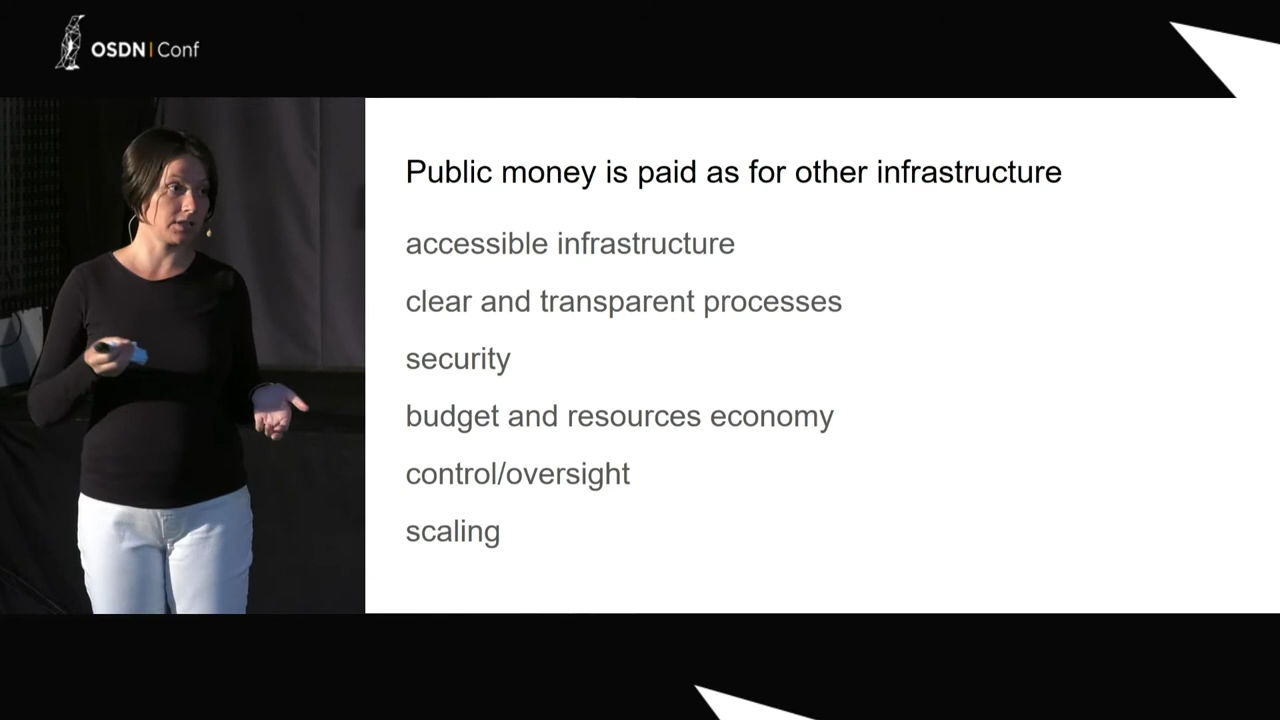 OSDN | Conf
Public money is paid as for other infrastructure
accessible infrastructure
clear and transparent processes
security
budget and resources economy
control/oversight
scaling